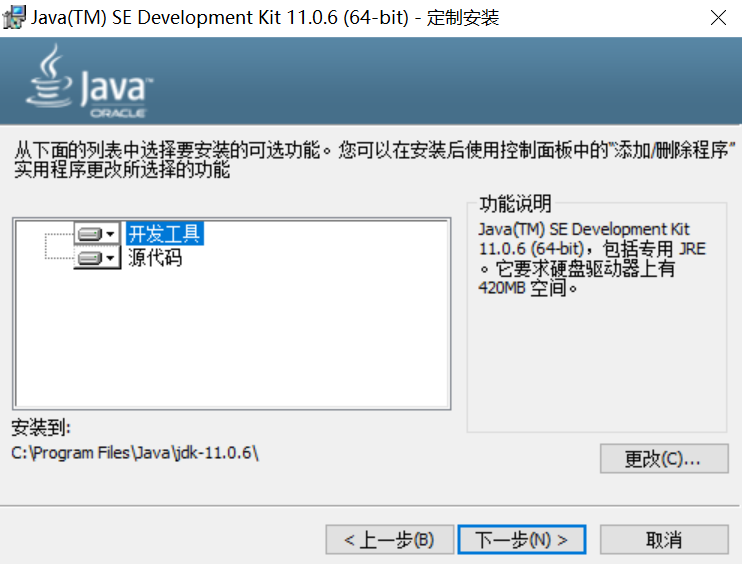 Java(TM) SE Development Kit 11.0.6 (64-bit) - 定制安装
Java™
ORACLE
从下面的列表中选择要安装的可选功能。您可以在安装后使用控制面板中的“添加/删除程序”
实用程序更改所选择的功能
开发工具
源代码
功能说明
Java(TM) SE Development Kit
11.0.6 (64-bit)，包括专用 JRE
。它要求硬盘驱动器上有
420MB 空间。
安装到:
C:\Program Files\Java\jdk-11.0.6\
更改(C)...
< 上一步(B)
下一步(N) >
取消